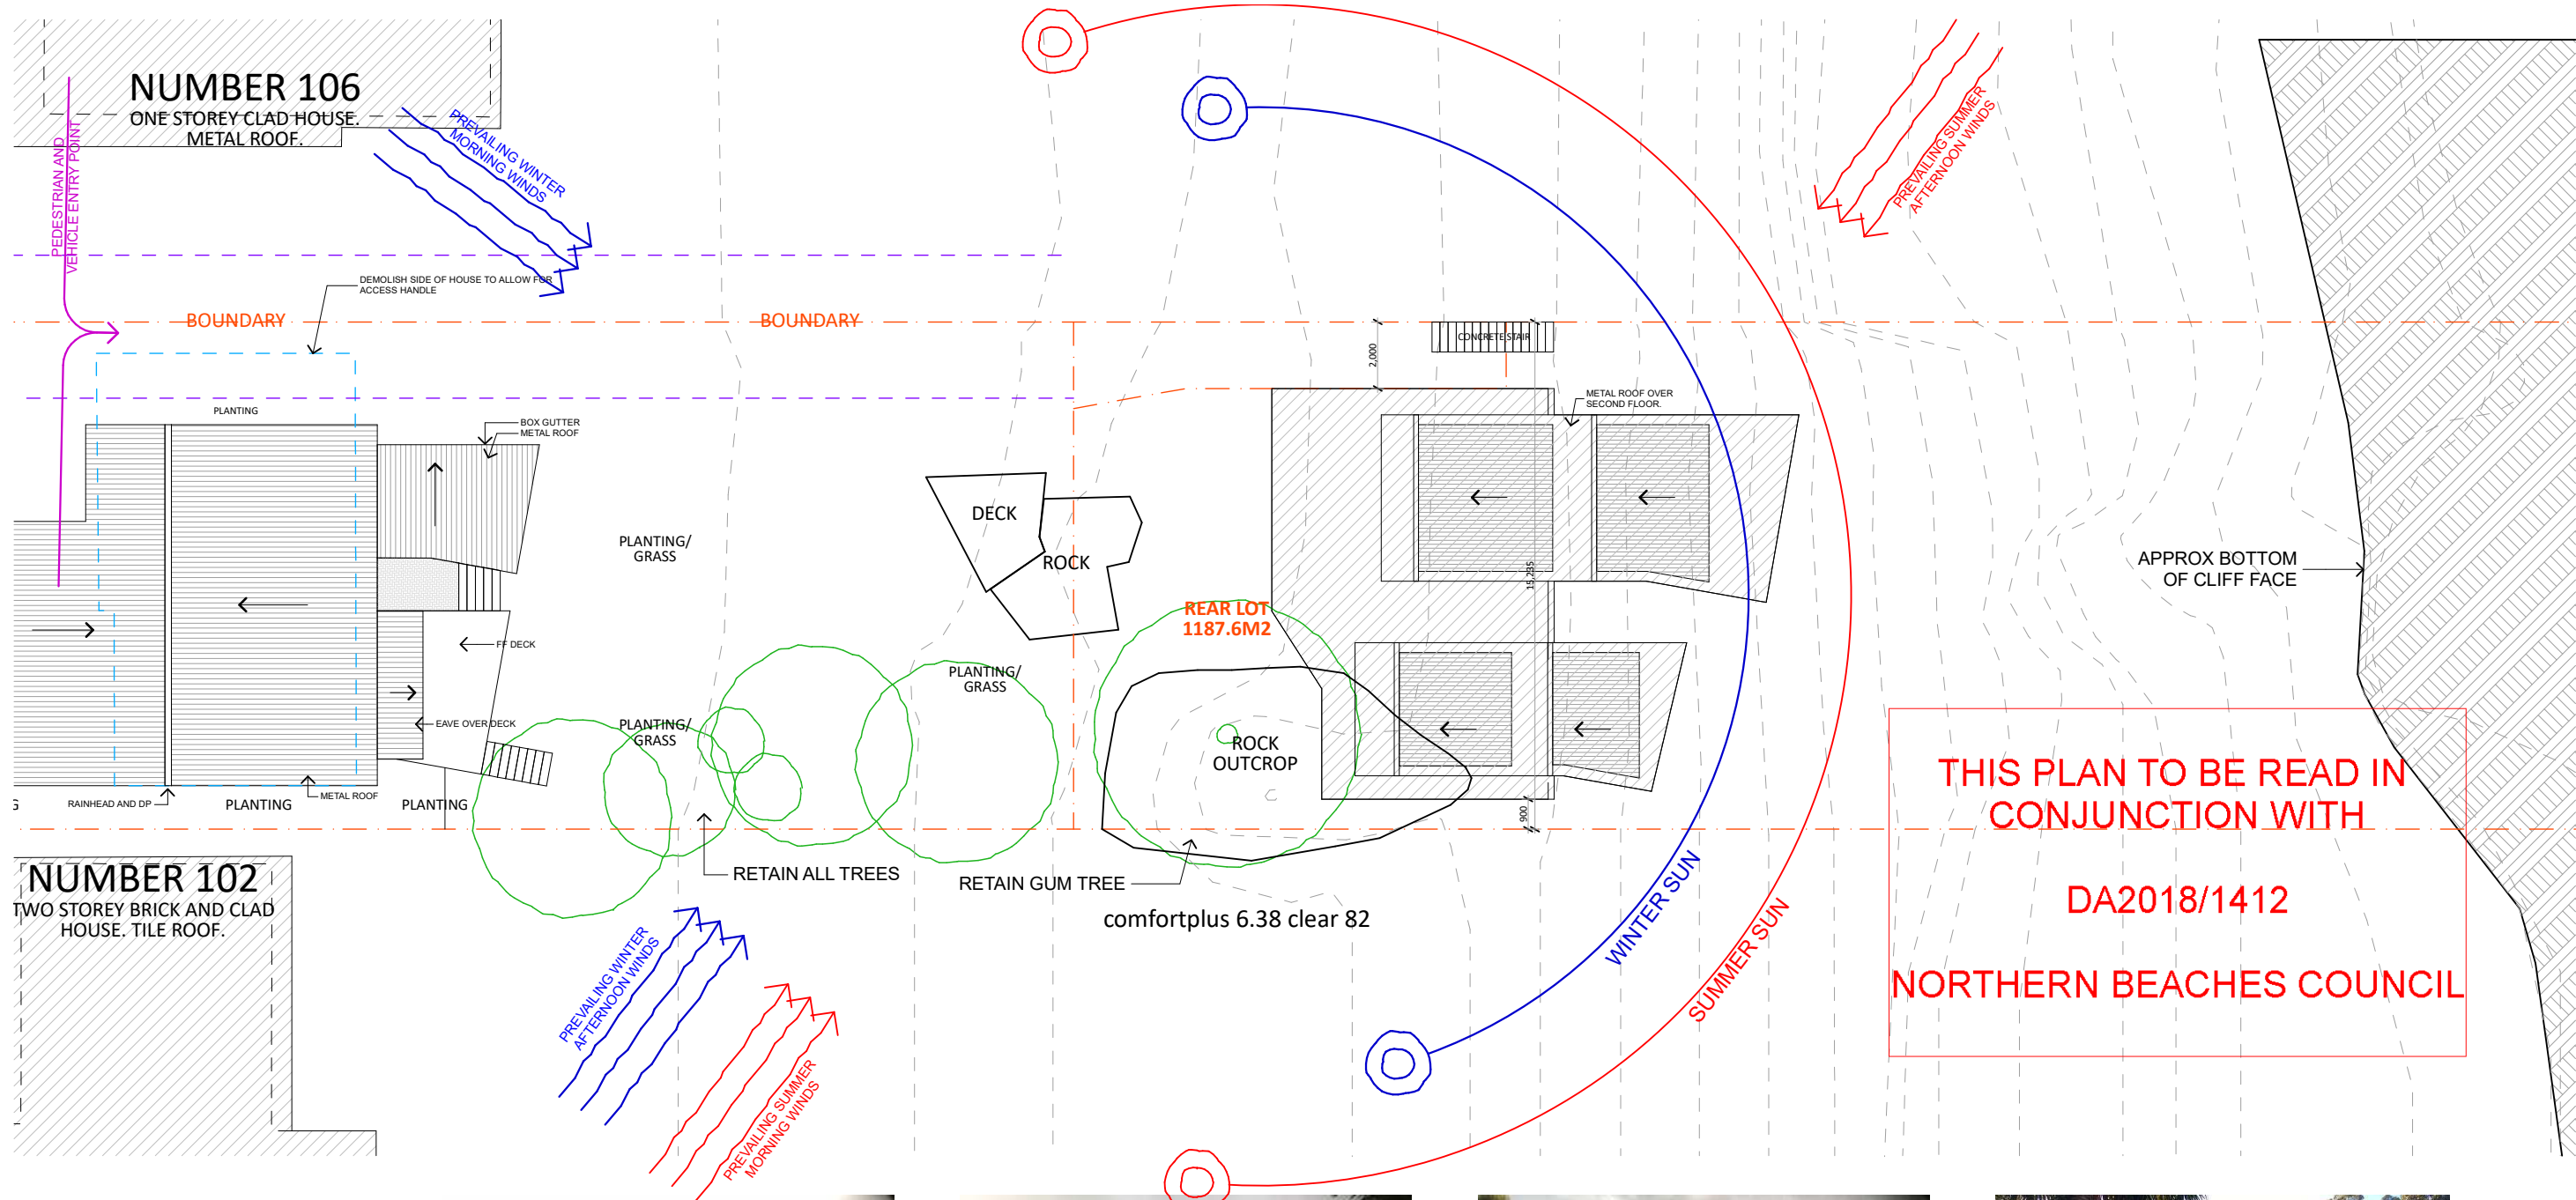 NUMBER 106
ONE STOREY CLAD HOUSE.
METAL ROOF.
PEDESTRIAN AND
VEHICLE ENTRY POINT
PREVAILING WINTER
MORNING WINDS
PREVAILING SUMMER
AFTERNOON WINDS
DEMOLISH SIDE OF HOUSE TO ALLOW FOR
ACCESS HANDLE
BOUNDARY
BOUNDARY
CONCRETE STAIR
2,000
PLANTING
BOX GUTTER
METAL ROOF
METAL ROOF OVER
SECOND FLOOR.
DECK
ROCK
PLANTING/
GRASS
15,235
APPROX BOTTOM
OF CLIFF FACE
REAR LOT
1187.6M2
FF DECK
PLANTING/
GRASS
EAVE OVER DECK
PLANTING/
GRASS
ROCK
OUTCROP
G
RAINHEAD AND DP
PLANTING
METAL ROOF
PLANTING
900
THIS PLAN TO BE READ IN
CONJUNCTION WITH
DA2018/1412
NORTHERN BEACHES COUNCIL
NUMBER 102
TWO STOREY BRICK AND CLAD
HOUSE. TILE ROOF.
RETAIN ALL TREES
RETAIN GUM TREE
comfortplus 6.38 clear 82
WINTER SUN
SUMMER SUN
PREVAILING WINTER
AFTERNOON WINDS
PREVAILING SUMMER
MORNING WINDS